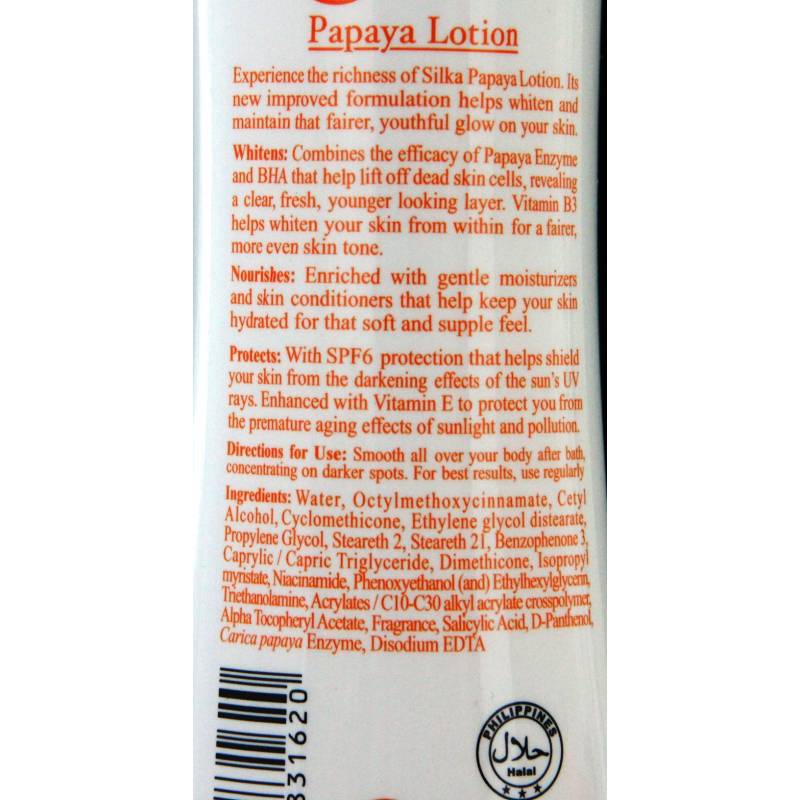 Papaya Lotion
Experience the richness of Silka Papaya Lotion. Its
new improved formulation helps whiten and
maintain that fairer, youthful glow on your skin.
Whitens: Combines the efficacy of Papaya Enzyme
and BHA that help lift off dead skin cells, revealing
a clear, fresh, younger looking layer. Vitamin B3
helps whiten your skin from within for a fairer,
more even skin tone.
Nourishes: Enriched with gentle moisturizers
and skin conditioners that help keep your skin
hydrated for that soft and supple feel.
Protects: With SPF6 protection that helps shield
your skin from the darkening effects of the sun's UV
rays. Enhanced with Vitamin E to protect you from
the premature aging effects of sunlight and pollution.
Directions for Use: Smooth all over your body after bath,
concentrating on darker spots. For best results, use regularly
Ingredients: Water, Octylmethoxycinnamate, Cetyl
Alcohol, Cyclomethicone, Ethylene glycol distearate,
Propylene Glycol, Steareth 2, Steareth 21, Benzophenone 3,
Caprylic / Capric Triglyceride, Dimethicone, Isopropyl
myristate, Niacinamide, Phenoxyethanol (and) Ethylhexylglycerin,
Triethanolamine, Acrylates / C10-C30 alkyl acrylate crosspolymer,
Alpha Tocopheryl Acetate, Fragrance, Salicylic Acid, D-Panthenol,
Carica papaya Enzyme, Disodium EDTA
331620
PHILIPPINES
حلال
Halal